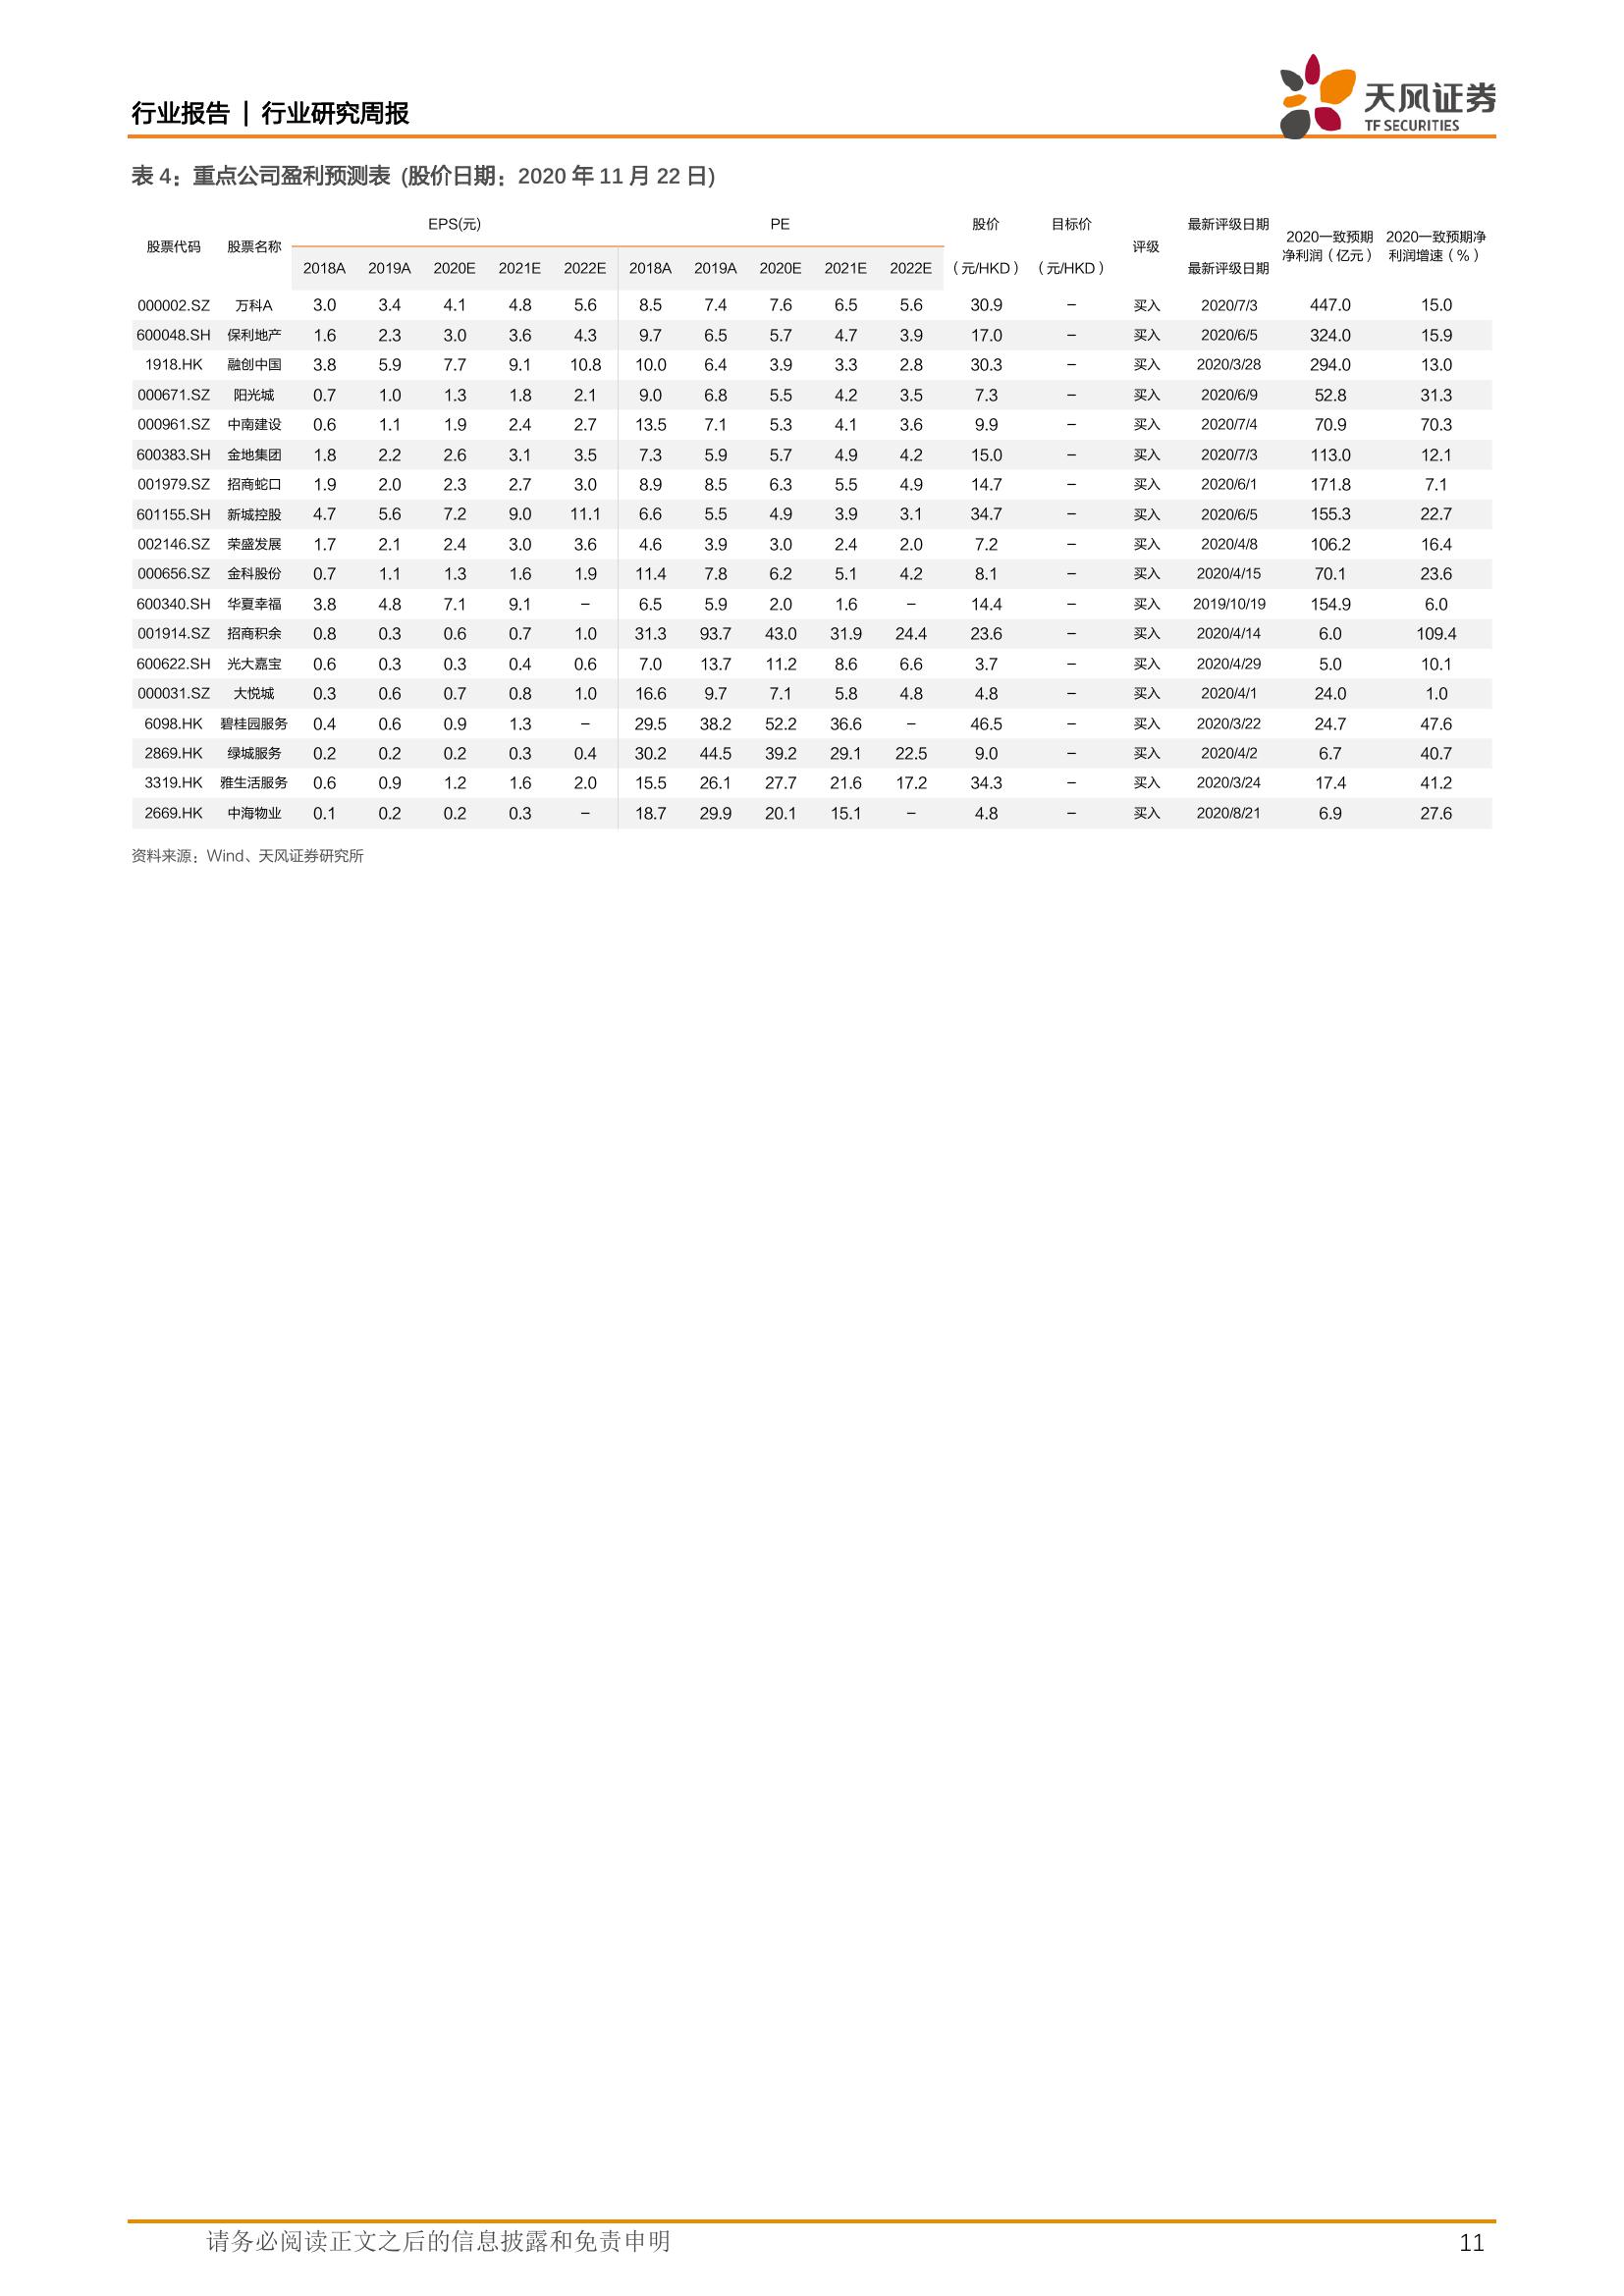 行业报告 | 行业研究周报
天风证券
TF SECURITIES
表 4：重点公司盈利预测表 (股价日期：2020 年 11 月 22 日)
股票代码 股票名称 EPS(元) PE 股价 目标价 评级 最新评级日期 2020一致预期净利润（亿元） 2020一致预期净利润增速（%）
2018A 2019A 2020E 2021E 2022E 2018A 2019A 2020E 2021E 2022E （元/HKD） （元/HKD） 最新评级日期
000002.SZ 万科A 3.0 3.4 4.1 4.8 5.6 8.5 7.4 7.6 6.5 5.6 30.9 – 买入 2020/7/3 447.0 15.0
600048.SH 保利地产 1.6 2.3 3.0 3.6 4.3 9.7 6.5 5.7 4.7 3.9 17.0 – 买入 2020/6/5 324.0 15.9
1918.HK 融创中国 3.8 5.9 7.7 9.1 10.8 10.0 6.4 3.9 3.3 2.8 30.3 – 买入 2020/3/28 294.0 13.0
000671.SZ 阳光城 0.7 1.0 1.3 1.8 2.1 9.0 6.8 5.5 4.2 3.5 7.3 – 买入 2020/6/9 52.8 31.3
000961.SZ 中南建设 0.6 1.1 1.9 2.4 2.7 13.5 7.1 5.3 4.1 3.6 9.9 – 买入 2020/7/4 70.9 70.3
600383.SH 金地集团 1.8 2.2 2.6 3.1 3.5 7.3 5.9 5.7 4.9 4.2 15.0 – 买入 2020/7/3 113.0 12.1
001979.SZ 招商蛇口 1.9 2.0 2.3 2.7 3.0 8.9 8.5 6.3 5.5 4.9 14.7 – 买入 2020/6/1 171.8 7.1
601155.SH 新城控股 4.7 5.6 7.2 9.0 11.1 6.6 5.5 4.9 3.9 3.1 34.7 – 买入 2020/6/5 155.3 22.7
002146.SZ 荣盛发展 1.7 2.1 2.4 3.0 3.6 4.6 3.9 3.0 2.4 2.0 7.2 – 买入 2020/4/8 106.2 16.4
000656.SZ 金科股份 0.7 1.1 1.3 1.6 1.9 11.4 7.8 6.2 5.1 4.2 8.1 – 买入 2020/4/15 70.1 23.6
600340.SH 华夏幸福 3.8 4.8 7.1 9.1 – 6.5 5.9 2.0 1.6 – 14.4 – 买入 2019/10/19 154.9 6.0
001914.SZ 招商积余 0.8 0.3 0.6 0.7 1.0 31.3 93.7 43.0 31.9 24.4 23.6 – 买入 2020/4/14 6.0 109.4
600622.SH 光大嘉宝 0.6 0.3 0.3 0.4 0.6 7.0 13.7 11.2 8.6 6.6 3.7 – 买入 2020/4/29 5.0 10.1
000031.SZ 大悦城 0.3 0.6 0.7 0.8 1.0 16.6 9.7 7.1 5.8 4.8 4.8 – 买入 2020/4/1 24.0 1.0
6098.HK 碧桂园服务 0.4 0.6 0.9 1.3 – 29.5 38.2 52.2 36.6 – 46.5 – 买入 2020/3/22 24.7 47.6
2869.HK 绿城服务 0.2 0.2 0.2 0.3 0.4 30.2 44.5 39.2 29.1 22.5 9.0 – 买入 2020/4/2 6.7 40.7
3319.HK 雅生活服务 0.6 0.9 1.2 1.6 2.0 15.5 26.1 27.7 21.6 17.2 34.3 – 买入 2020/3/24 17.4 41.2
2669.HK 中海物业 0.1 0.2 0.2 0.3 – 18.7 29.9 20.1 15.1 – 4.8 – 买入 2020/8/21 6.9 27.6
资料来源：Wind、天风证券研究所
请务必阅读正文之后的信息披露和免责申明
11